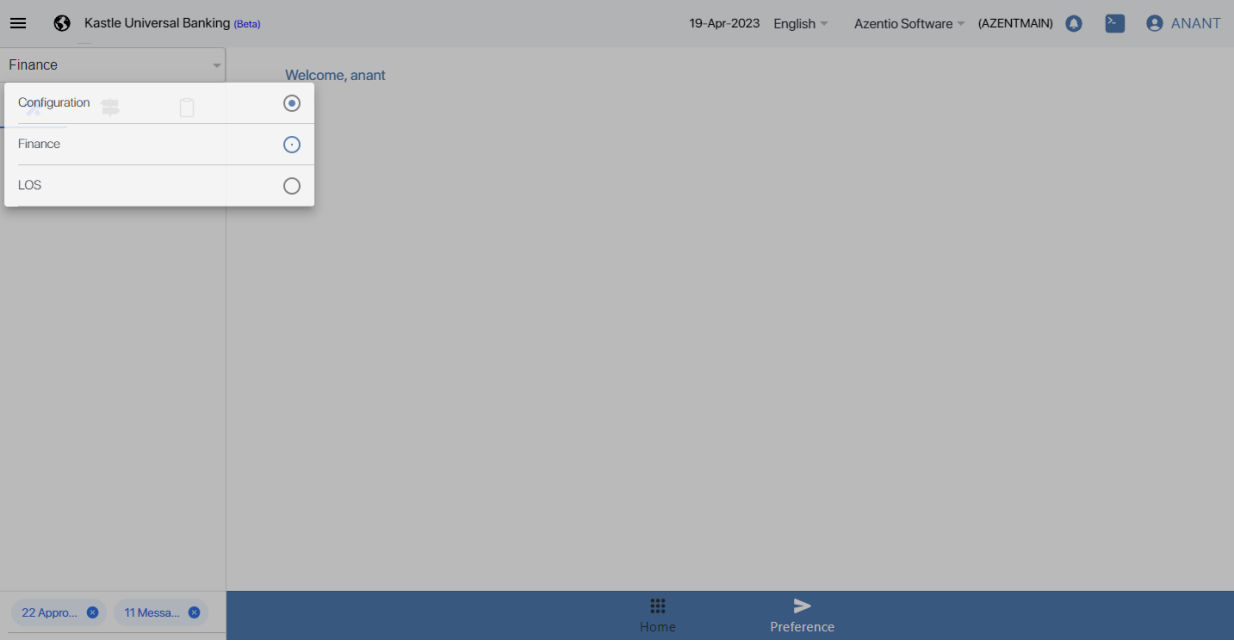 Kastle Universal Banking (Beta)
19-Apr-2023 English Azentio Software (AZENTMAIN) ANANT
Finance
Welcome, anant
Configuration
Finance
LOS
22 Appro... 11 Messa...
Home Preference